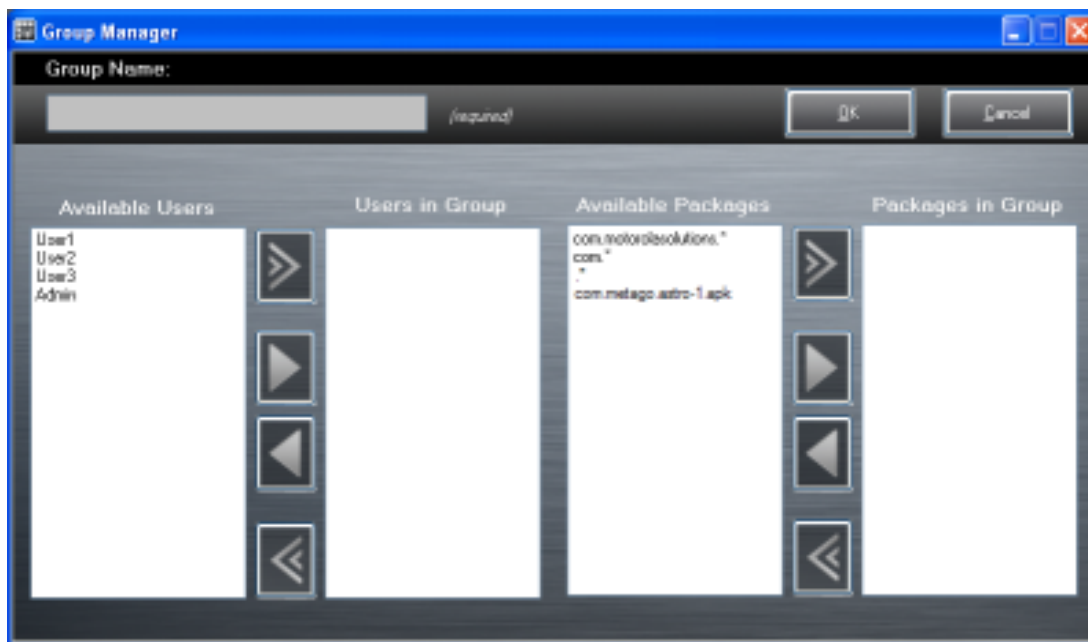 Group Manager
Group Name:
(required)
OK
Cancel
Available Users
Users in Group
Available Packages
Packages in Group
User1
User2
User3
Admin
com.motorolasolutions.*
com.*
.*
com.metago.astro-1.apk